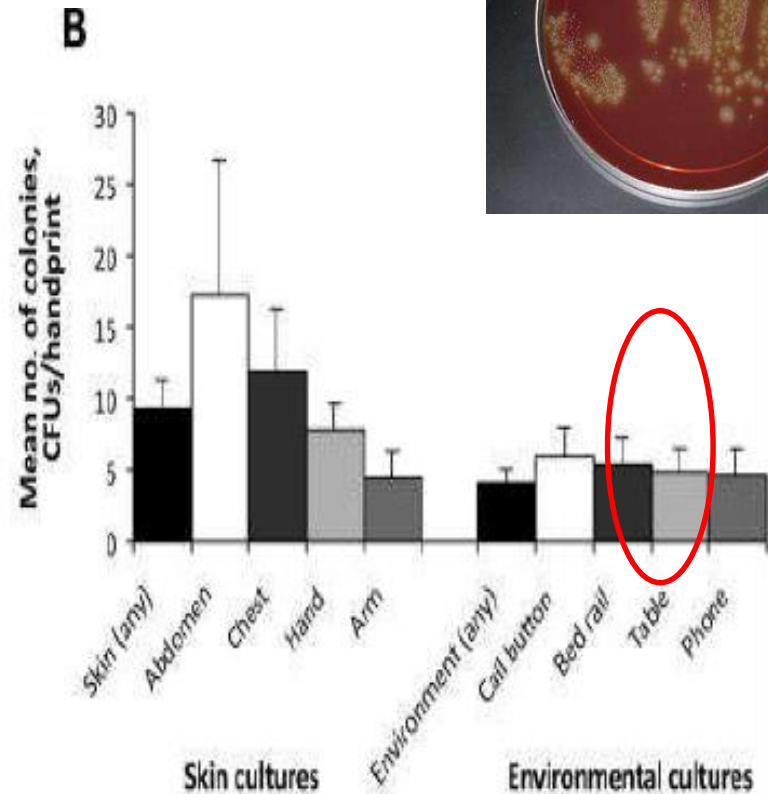 B
Mean no. of colonies,
CFUs/handprint
30
25
20
15
10
5
0
Skin (any)
Abdomen
Chest
Hand
Arm
Environment (any)
Call button
Bed rail
Table
Phone
Skin cultures
Environmental cultures